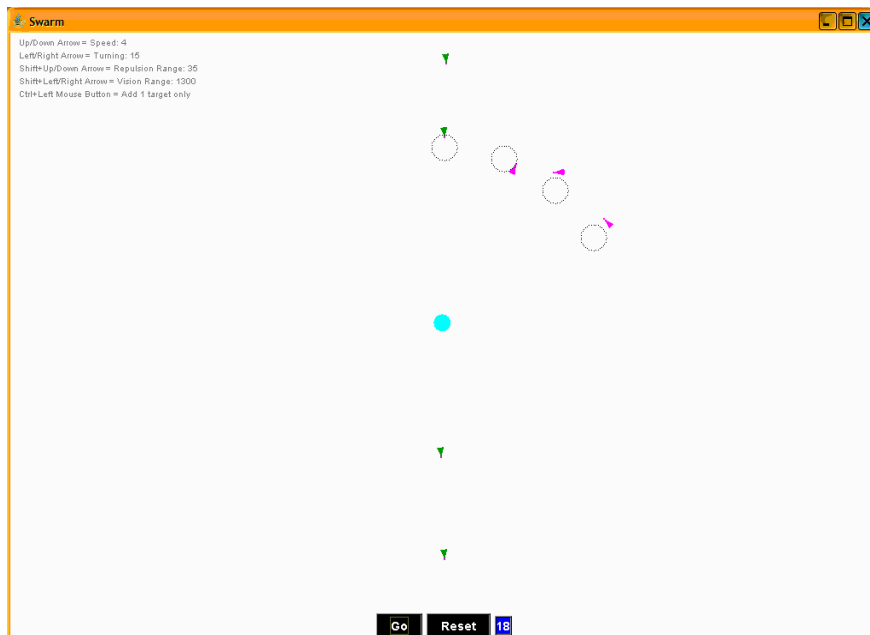 Swarm
Up/Down Arrow = Speed: 4
Left/Right Arrow = Turning: 15
Shift+Up/Down Arrow = Repulsion Range: 35
Shift+Left/Right Arrow = Vision Range: 1300
Ctrl+Left Mouse Button = Add 1 target only
Go Reset 18